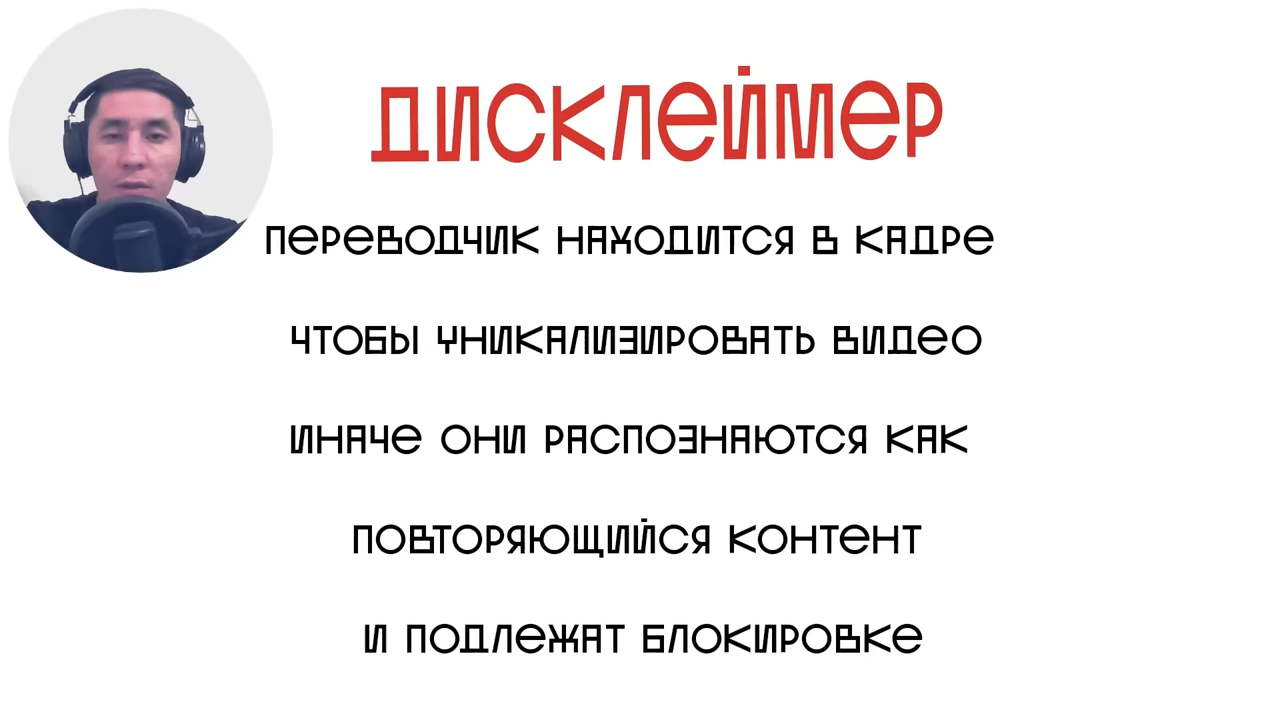 ДИСКЛЕЙМЕР
ПЕРЕВОДЧИК НАХОДИТСЯ В КАДРЕ
ЧТОБЫ УНИКАЛИЗИРОВАТЬ ВИДЕО
ИНАЧЕ ОНИ РАСПОЗНАЮТСЯ КАК
ПОВТОРЯЮЩИЙСЯ КОНТЕНТ
И ПОДЛЕЖАТ БЛОКИРОВКЕ